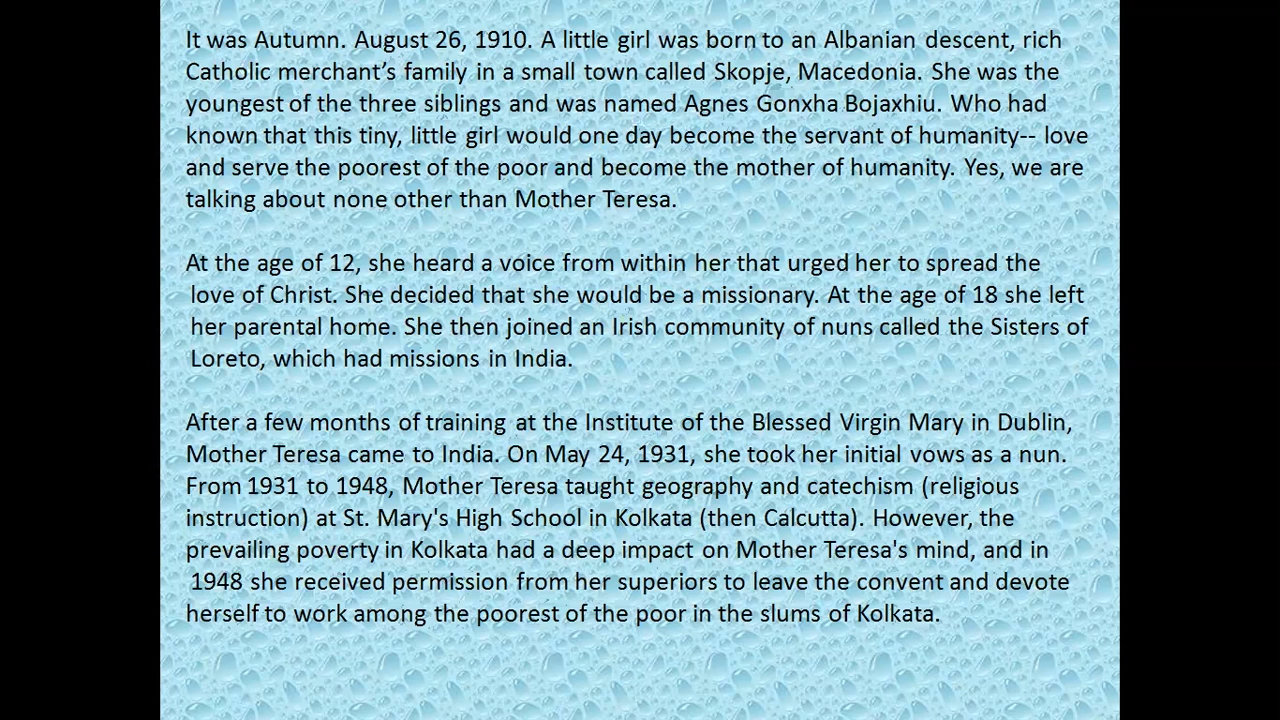 It was Autumn. August 26, 1910. A little girl was born to an Albanian descent, rich
Catholic merchant’s family in a small town called Skopje, Macedonia. She was the
youngest of the three siblings and was named Agnes Gonxha Bojaxhiu. Who had
known that this tiny, little girl would one day become the servant of humanity-- love
and serve the poorest of the poor and become the mother of humanity. Yes, we are
talking about none other than Mother Teresa.
At the age of 12, she heard a voice from within her that urged her to spread the
love of Christ. She decided that she would be a missionary. At the age of 18 she left
her parental home. She then joined an Irish community of nuns called the Sisters of
Loreto, which had missions in India.
After a few months of training at the Institute of the Blessed Virgin Mary in Dublin,
Mother Teresa came to India. On May 24, 1931, she took her initial vows as a nun.
From 1931 to 1948, Mother Teresa taught geography and catechism (religious
instruction) at St. Mary's High School in Kolkata (then Calcutta). However, the
prevailing poverty in Kolkata had a deep impact on Mother Teresa's mind, and in
1948 she received permission from her superiors to leave the convent and devote
herself to work among the poorest of the poor in the slums of Kolkata.